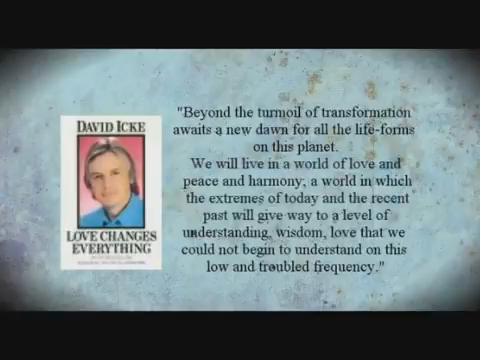 DAVID ICKE
LOVE CHANGES
EVERYTHING
"Beyond the turmoil of transformation
awaits a new dawn for all the life-forms
on this planet.
We will live in a world of love and
peace and harmony; a world in which
the extremes of today and the recent
past will give way to a level of
understanding, wisdom, love that we
could not begin to understand on this
low and troubled frequency."